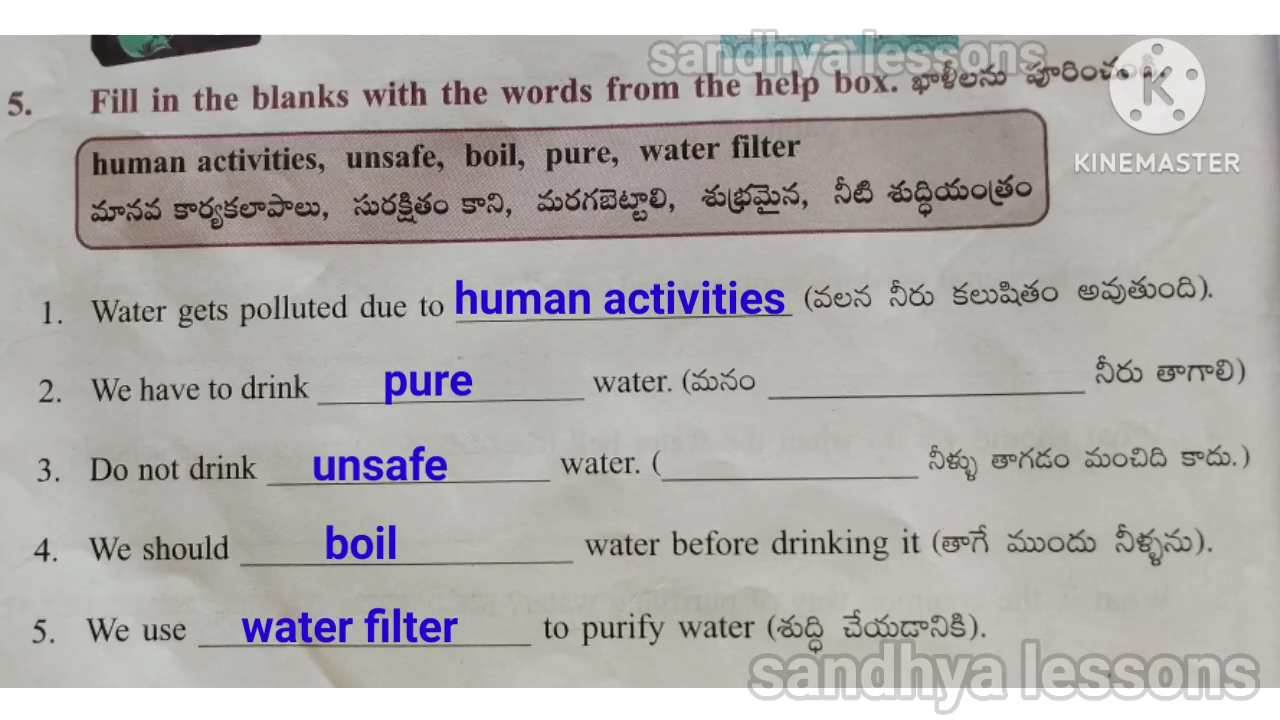 sandhya lessons
5. Fill in the blanks with the words from the help box. ఖాళీలను పూరించండి.
KINEMASTER
human activities, unsafe, boil, pure, water filter
మానవ కార్యకలాపాలు, సురక్షితం కాని, మరగబెట్టాలి, శుభ్రమైన, నీటి శుద్ధియంత్రం
1. Water gets polluted due to human activities (వలన నీరు కలుషితం అవుతుంది).
2. We have to drink pure water. (మనం ____ నీరు తాగాలి)
3. Do not drink unsafe water. (____ నీళ్ళు తాగడం మంచిది కాదు.)
4. We should boil water before drinking it (తాగే ముందు నీళ్ళను).
5. We use water filter to purify water (శుద్ధి చేయడానికి).
sandhya lessons